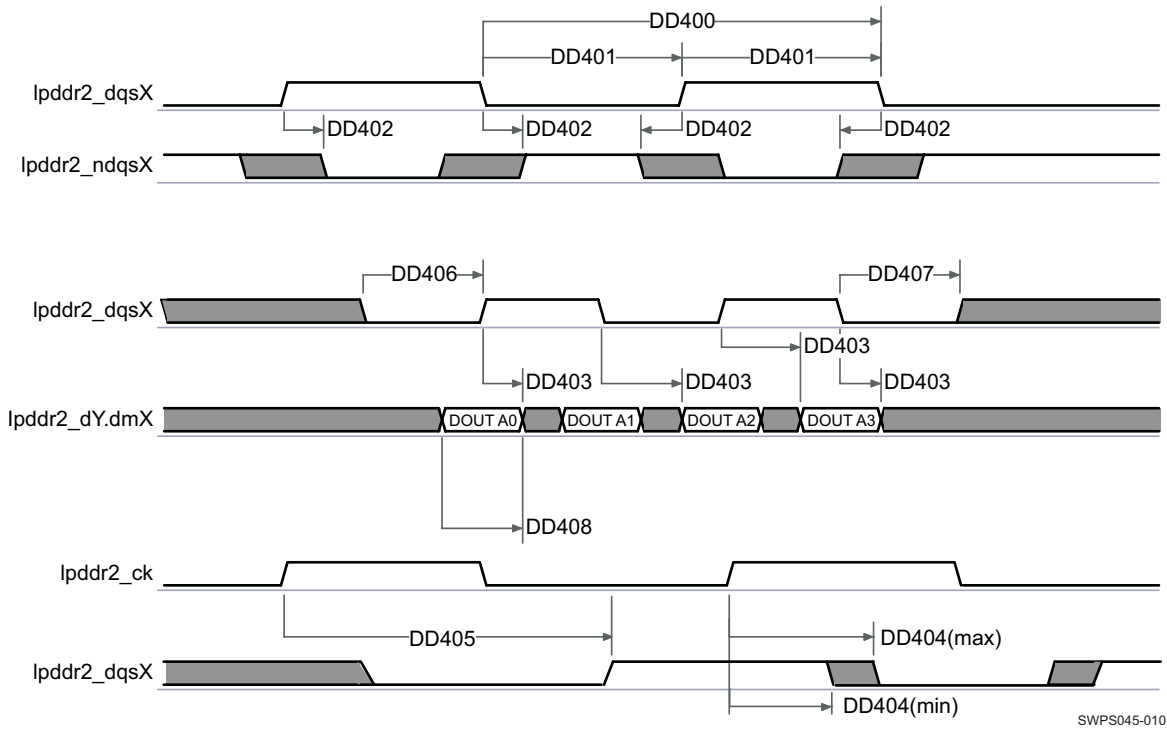 DD400
DD401 DD401
lpddr2_dqsX
DD402 DD402 DD402 DD402
lpddr2_ndqsX
DD406 DD407
lpddr2_dqsX
DD403
DD403 DD403 DD403
lpddr2_dY.dmX DOUT A0 DOUT A1 DOUT A2 DOUT A3
DD408
lpddr2_ck
DD405 DD404(max)
lpddr2_dqsX
DD404(min)
SWPS045-010